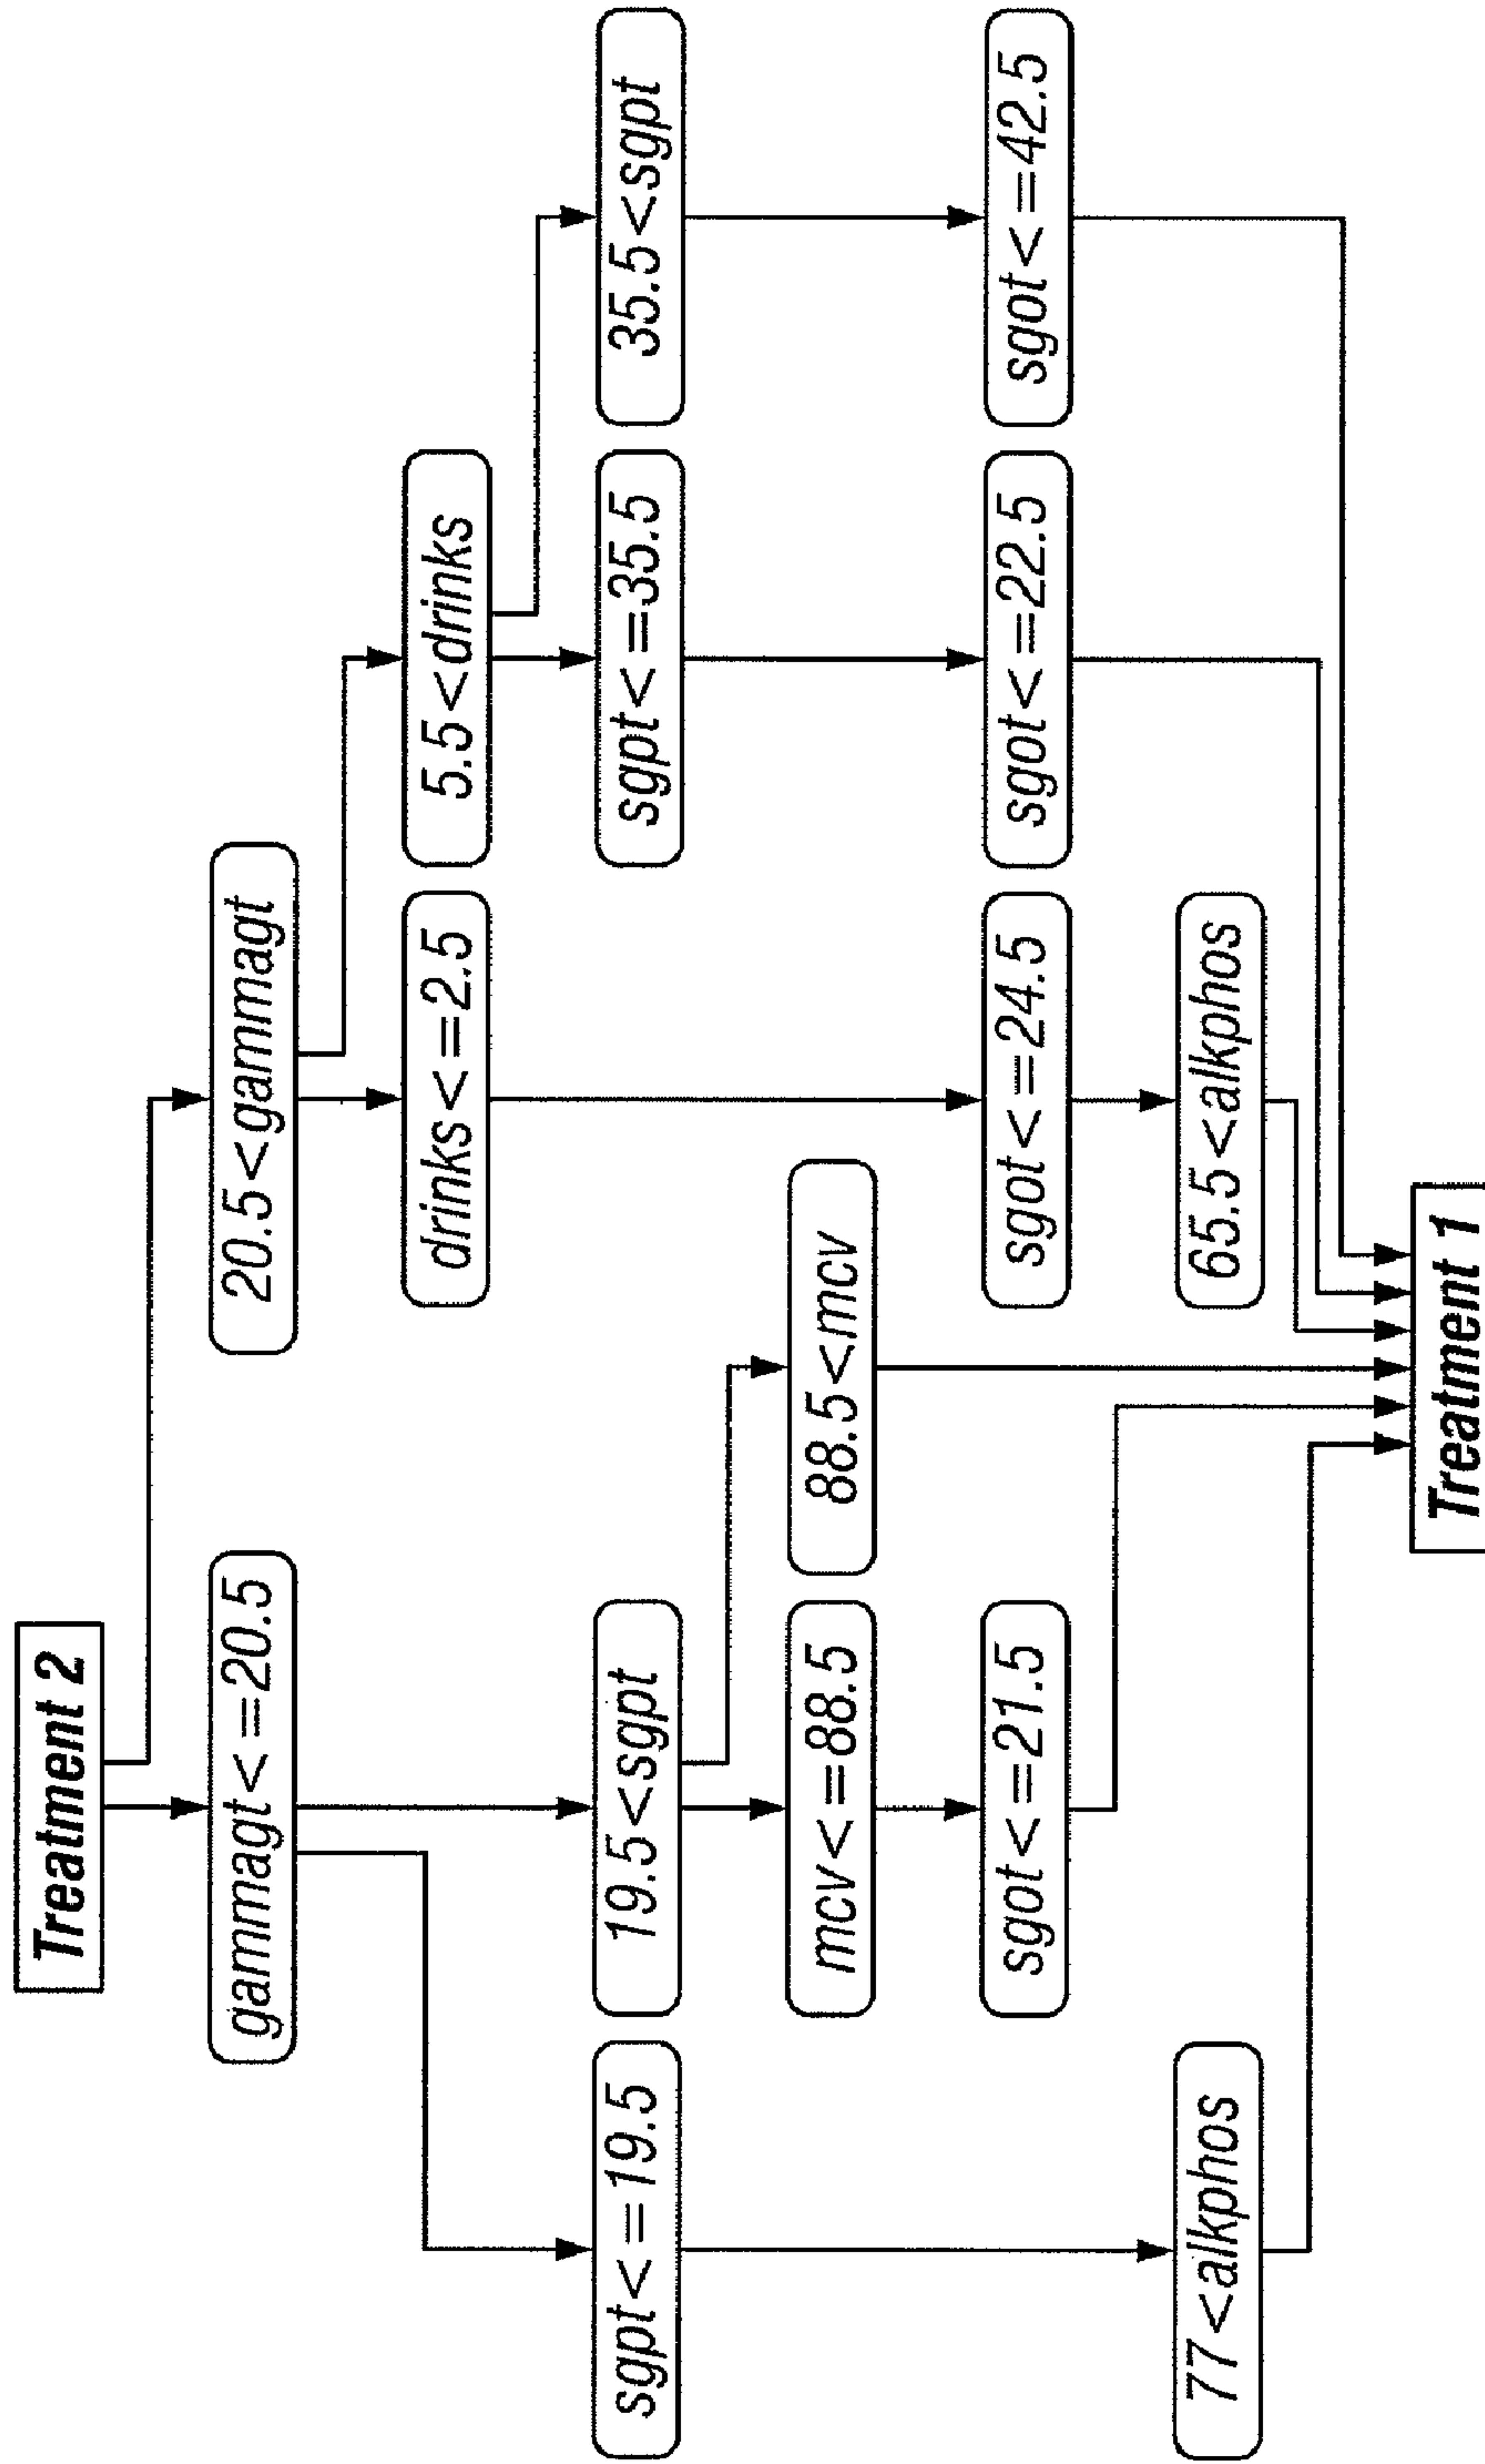 Treatment 2
gammagt<=20.5
20.5<gammagt
drinks<=2.5
5.5<drinks
sgpt<=19.5
19.5<sgpt
sgpt<=35.5
35.5<sgpt
mcv<=88.5
88.5<mcv
sgot<=21.5
sgot<=24.5
sgot<=22.5
sgot<=42.5
77<alkphos
65.5<alkphos
Treatment 1